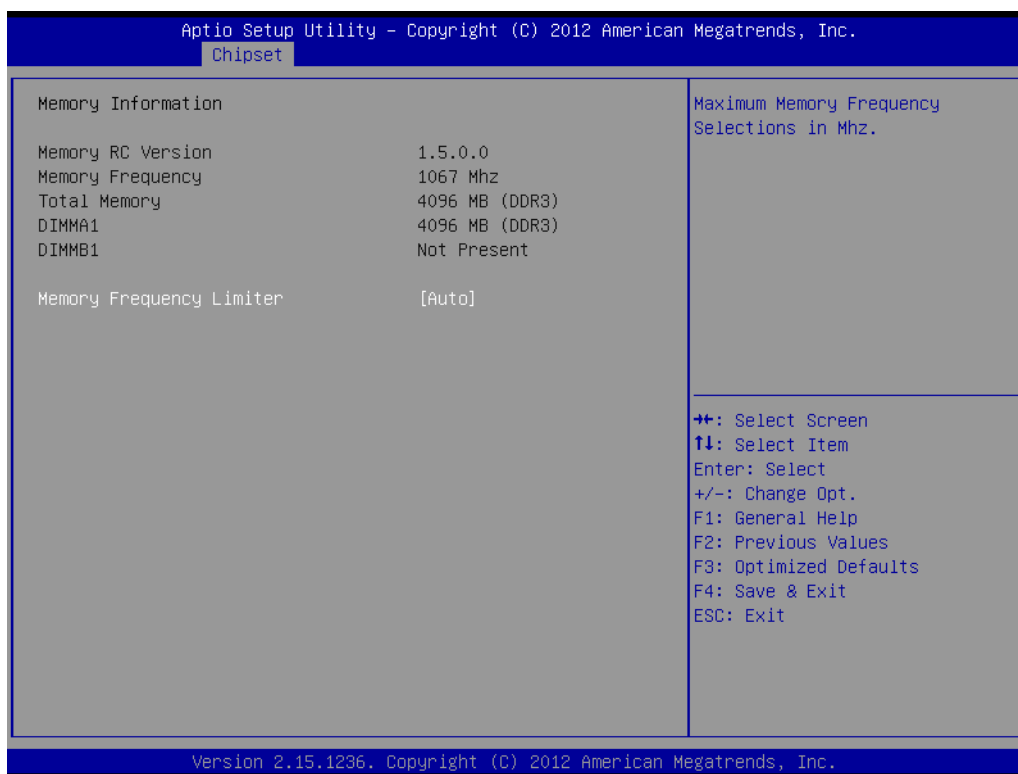 Aptio Setup Utility – Copyright (C) 2012 American Megatrends, Inc.
Chipset
Memory Information
Memory RC Version 1.5.0.0
Memory Frequency 1067 Mhz
Total Memory 4096 MB (DDR3)
DIMMA1 4096 MB (DDR3)
DIMMB1 Not Present
Memory Frequency Limiter [Auto]
Maximum Memory Frequency
Selections in Mhz.
→←: Select Screen
↑↓: Select Item
Enter: Select
+/-: Change Opt.
F1: General Help
F2: Previous Values
F3: Optimized Defaults
F4: Save & Exit
ESC: Exit
Version 2.15.1236. Copyright (C) 2012 American Megatrends, Inc.